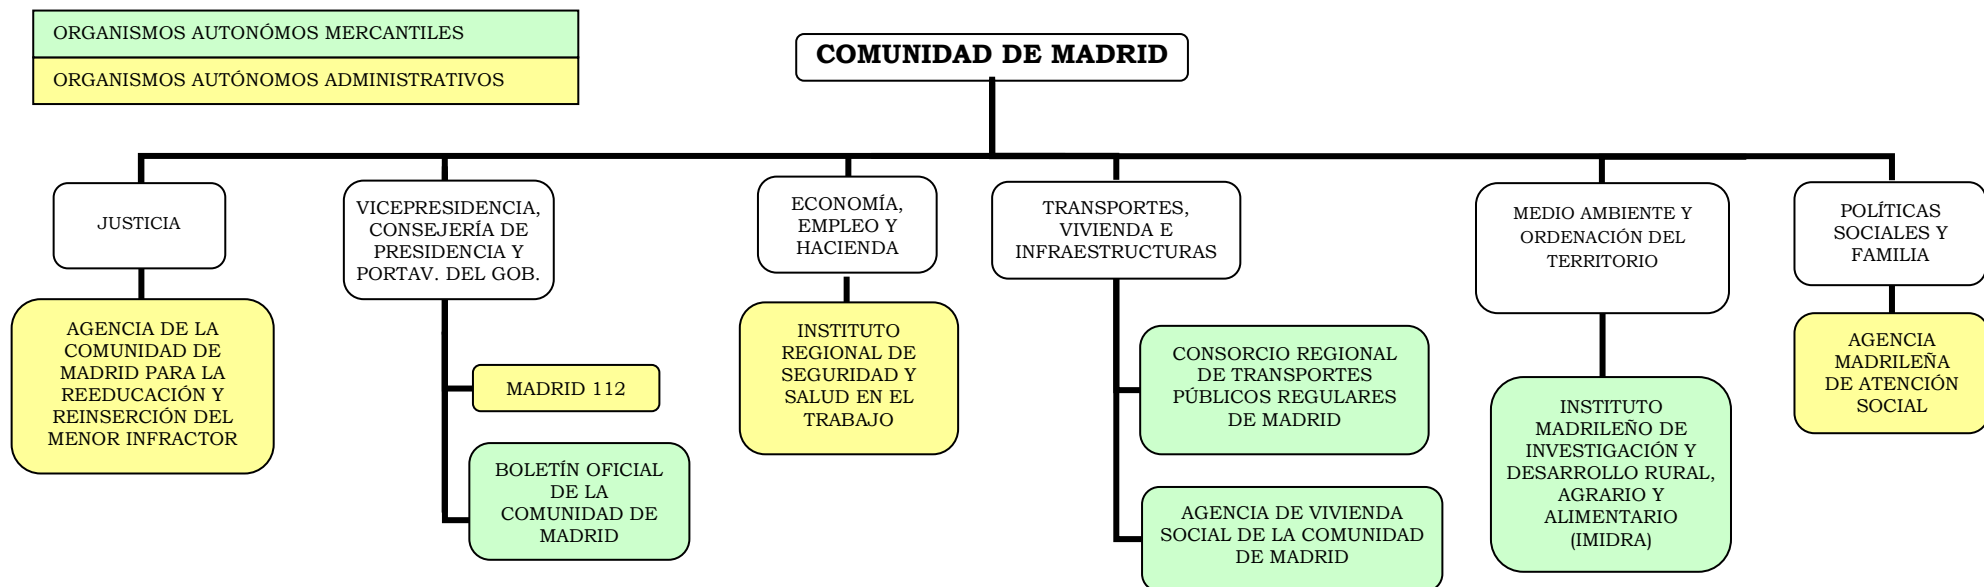 ORGANISMOS AUTONÓMOS MERCANTILES
ORGANISMOS AUTÓNOMOS ADMINISTRATIVOS
COMUNIDAD DE MADRID
JUSTICIA
VICEPRESIDENCIA,
CONSEJERÍA DE
PRESIDENCIA Y
PORTAV. DEL GOB.
ECONOMÍA,
EMPLEO Y
HACIENDA
TRANSPORTES,
VIVIENDA E
INFRAESTRUCTURAS
MEDIO AMBIENTE Y
ORDENACIÓN DEL
TERRITORIO
POLÍTICAS
SOCIALES Y
FAMILIA
AGENCIA DE LA
COMUNIDAD DE
MADRID PARA LA
REEDUCACIÓN Y
REINSERCIÓN DEL
MENOR INFRACTOR
MADRID 112
BOLETÍN OFICIAL
DE LA
COMUNIDAD DE
MADRID
INSTITUTO
REGIONAL DE
SEGURIDAD Y
SALUD EN EL
TRABAJO
CONSORCIO REGIONAL
DE TRANSPORTES
PÚBLICOS REGULARES
DE MADRID
AGENCIA DE VIVIENDA
SOCIAL DE LA COMUNIDAD
DE MADRID
INSTITUTO
MADRILEÑO DE
INVESTIGACIÓN Y
DESARROLLO RURAL,
AGRARIO Y
ALIMENTARIO
(IMIDRA)
AGENCIA
MADRILEÑA
DE ATENCIÓN
SOCIAL